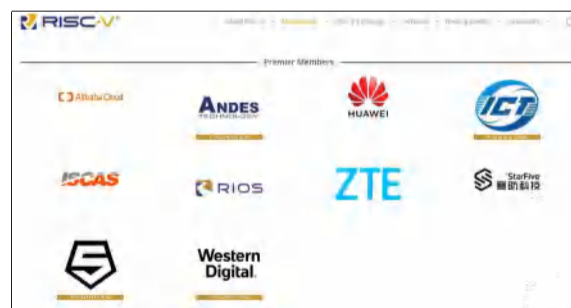 RISC-V®
Premier Members
Alibaba Cloud
ANDES
TECHNOLOGY
HUAWEI
ICT
ISCAS
RIOS
ZTE
StarFive
赛昉科技
Western
Digital.